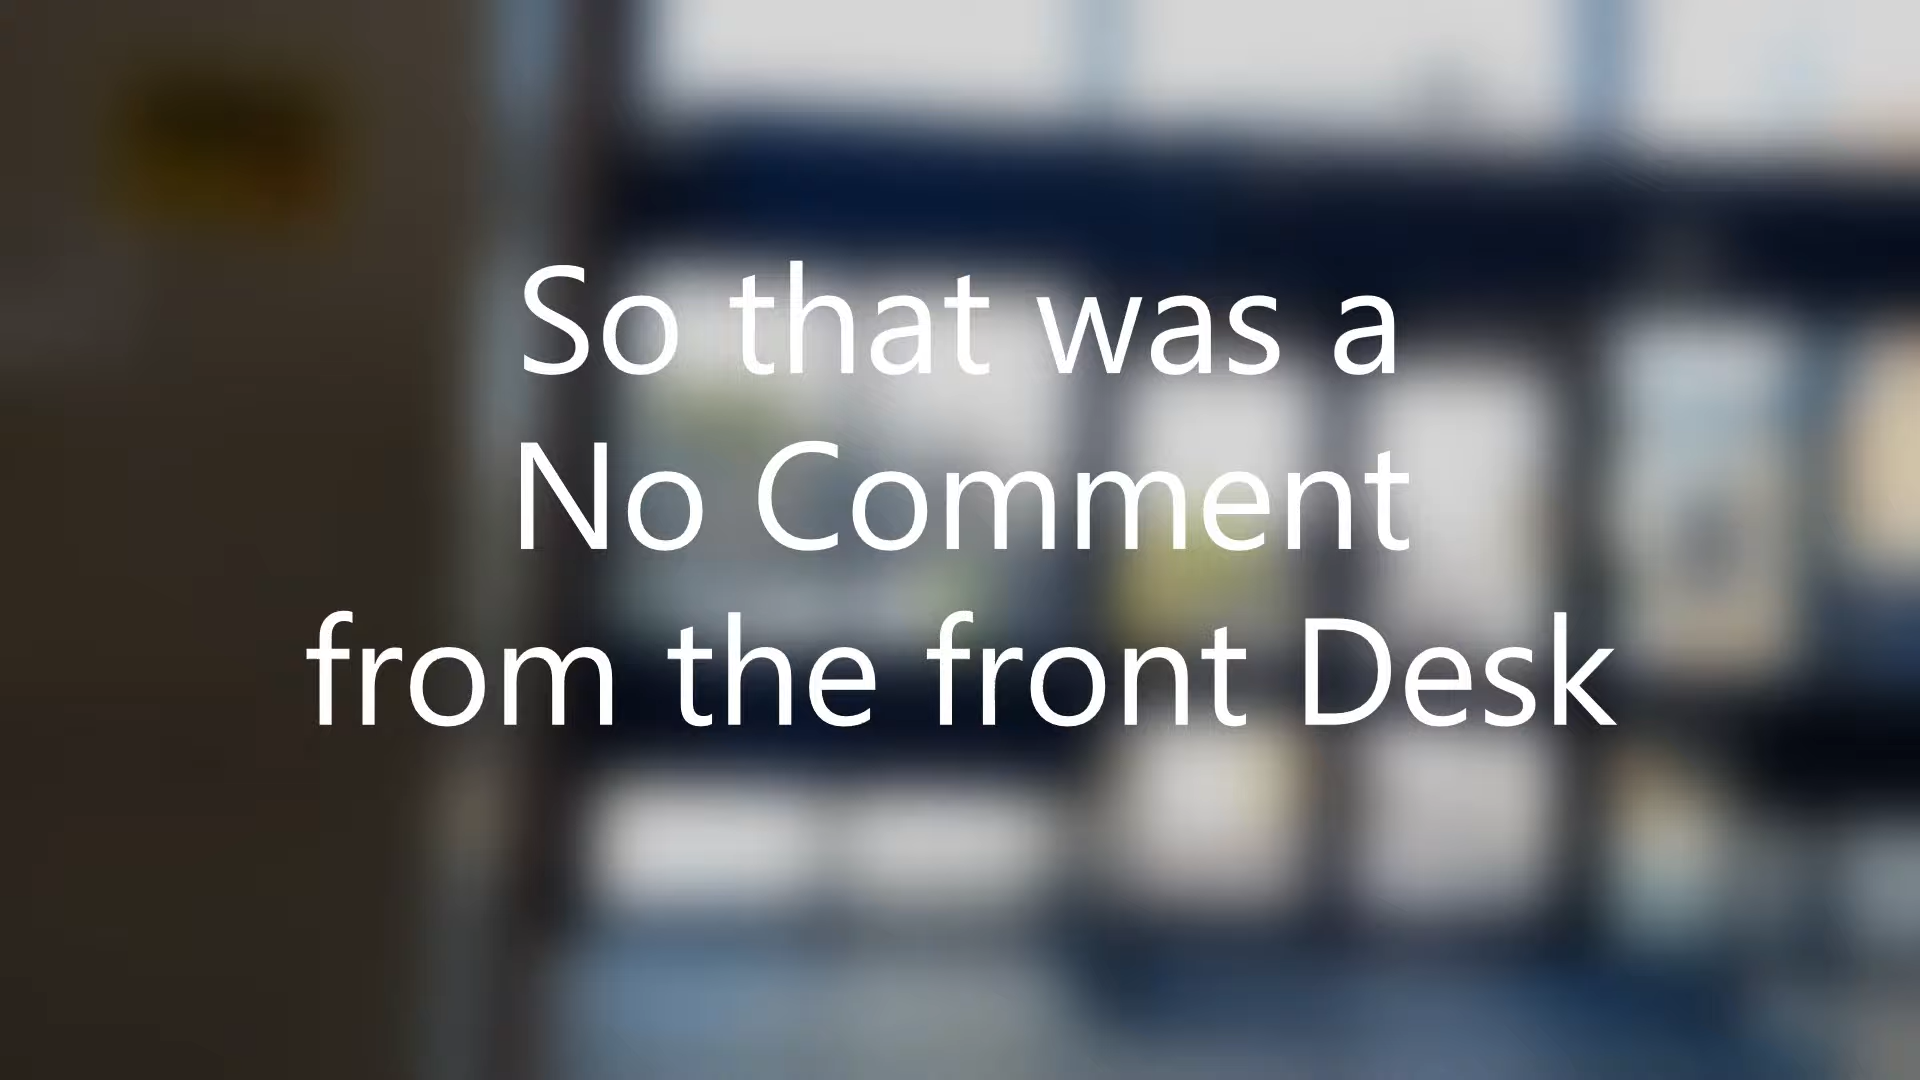 So that was a
No Comment
from the front Desk